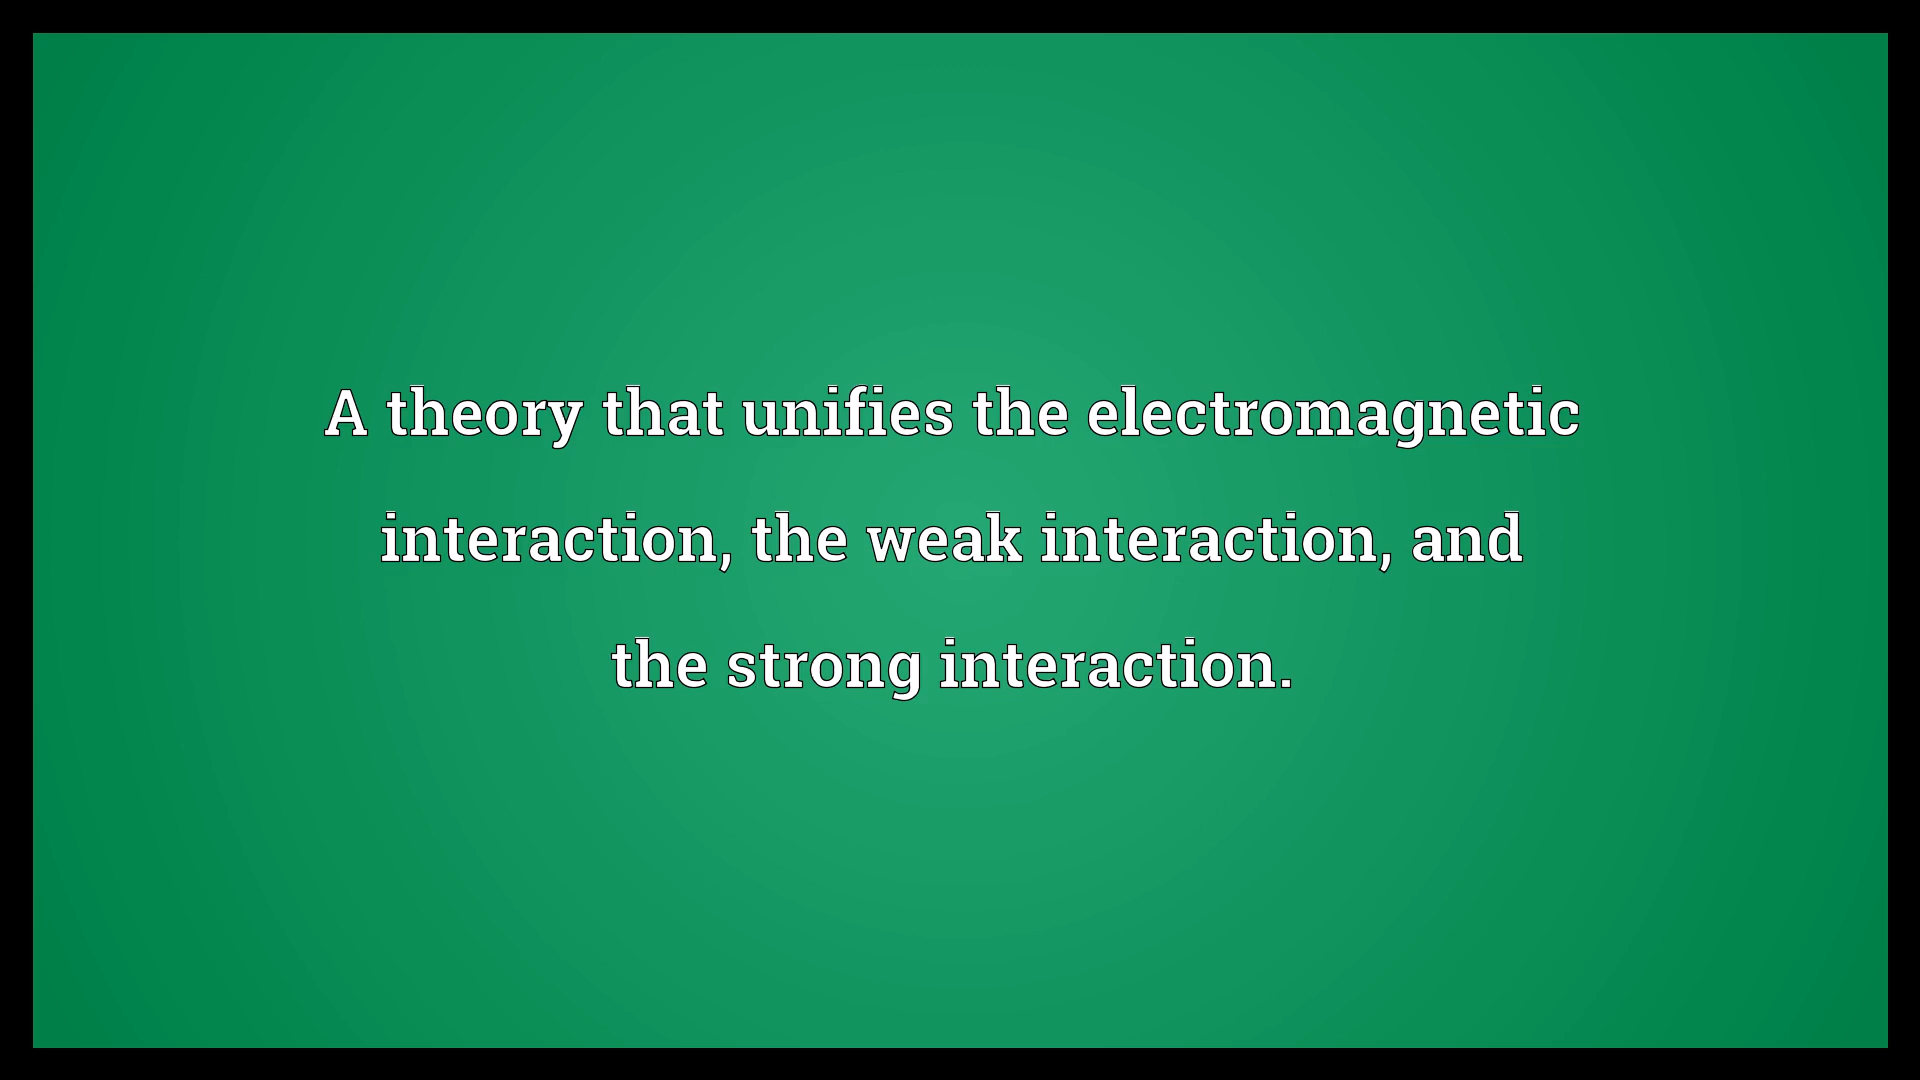 A theory that unifies the electromagnetic
interaction, the weak interaction, and
the strong interaction.